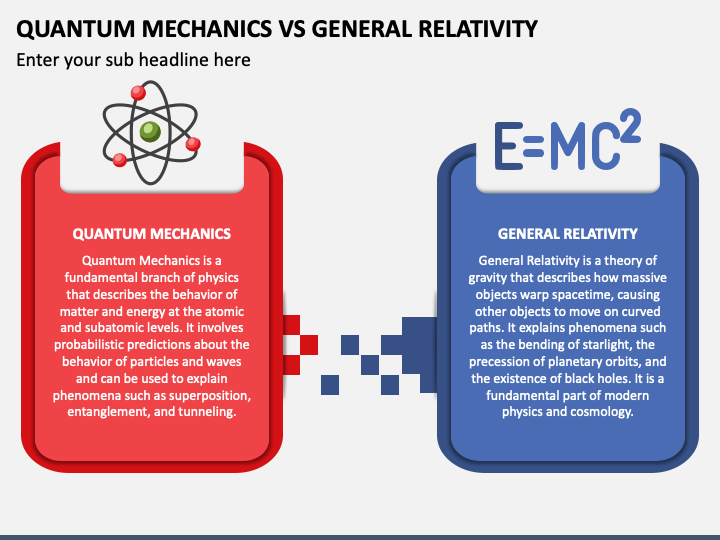 QUANTUM MECHANICS VS GENERAL RELATIVITY
Enter your sub headline here
QUANTUM MECHANICS
Quantum Mechanics is a
fundamental branch of physics
that describes the behavior of
matter and energy at the atomic
and subatomic levels. It involves
probabilistic predictions about the
behavior of particles and waves
and can be used to explain
phenomena such as superposition,
entanglement, and tunneling.
E=MC²
GENERAL RELATIVITY
General Relativity is a theory of
gravity that describes how massive
objects warp spacetime, causing
other objects to move on curved
paths. It explains phenomena such
as the bending of starlight, the
precession of planetary orbits, and
the existence of black holes. It is a
fundamental part of modern
physics and cosmology.